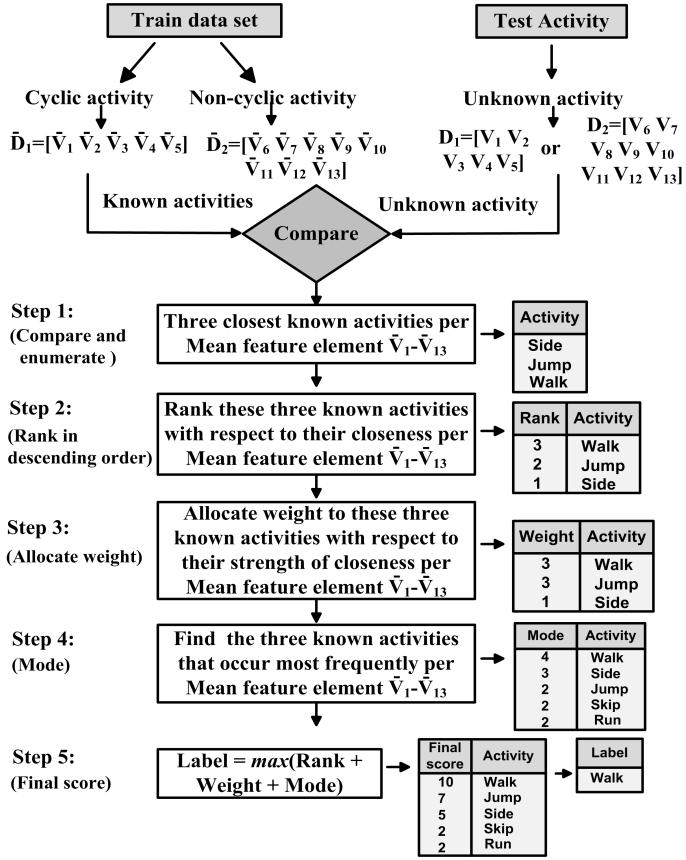 Train data set
Test Activity
Cyclic activity
Non-cyclic activity
Unknown activity
D̄₁=[V̄₁ V̄₂ V̄₃ V̄₄ V̄₅]
D̄₂=[V̄₆ V̄₇ V̄₈ V̄₉ V̄₁₀
V̄₁₁ V̄₁₂ V̄₁₃]
D₁=[V₁ V₂
V₃ V₄ V₅]
or
D₂=[V₆ V₇
V₈ V₉ V₁₀
V₁₁ V₁₂ V₁₃]
Known activities
Unknown activity
Compare
Step 1:
(Compare and
enumerate )
Three closest known activities per
Mean feature element V̄₁-V̄₁₃
Activity
Side
Jump
Walk
Step 2:
(Rank in
descending order)
Rank these three known activities
with respect to their closeness per
Mean feature element V̄₁-V̄₁₃
Rank Activity
3 Walk
2 Jump
1 Side
Step 3:
(Allocate weight)
Allocate weight to these three
known activities with respect to
their strength of closeness per
Mean feature element V̄₁-V̄₁₃
Weight Activity
3 Walk
3 Jump
1 Side
Step 4:
(Mode)
Find the three known activities
that occur most frequently per
Mean feature element V̄₁-V̄₁₃
Mode Activity
4 Walk
3 Side
2 Jump
2 Skip
2 Run
Step 5:
(Final score)
Label = max(Rank +
Weight + Mode)
Final
score
Activity
10 Walk
7 Jump
5 Side
2 Skip
2 Run
Label
Walk